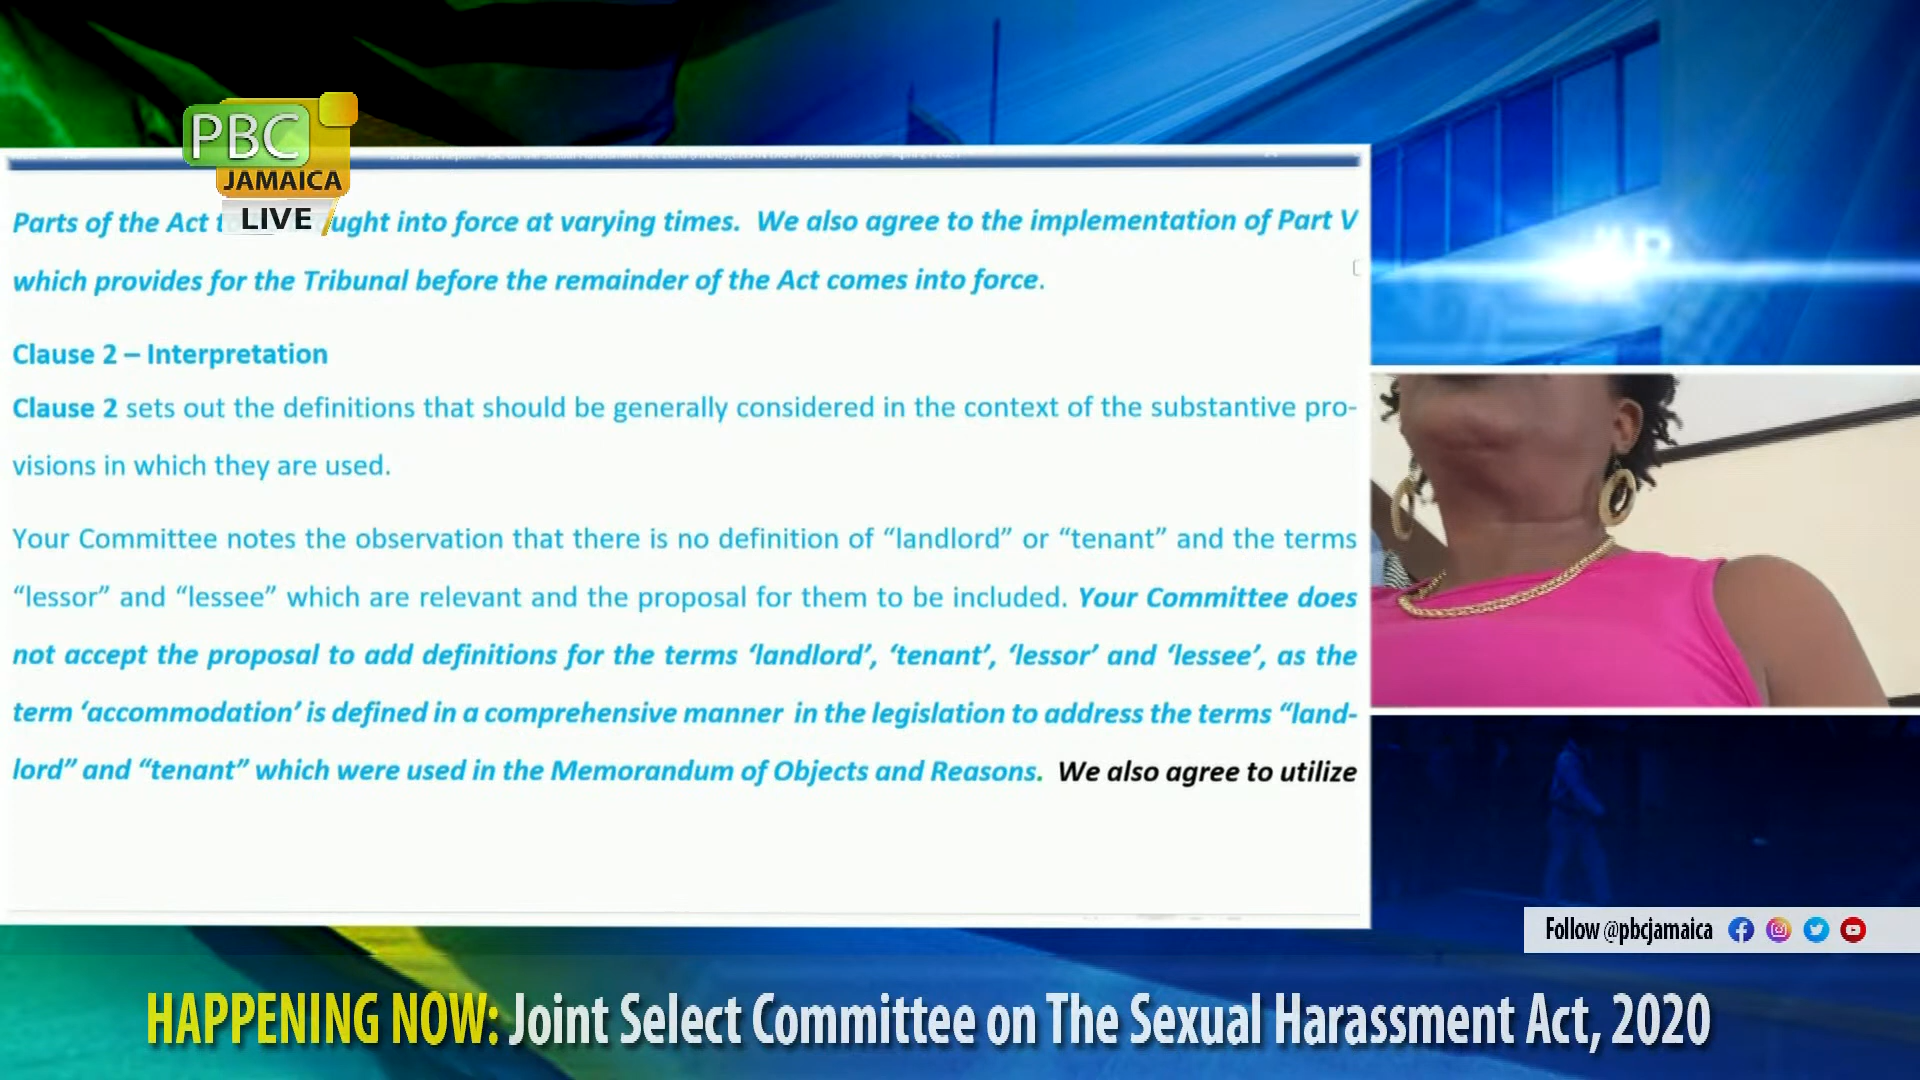 PBC
JAMAICA
LIVE
Parts of the Act ught into force at varying times. We also agree to the implementation of Part V
which provides for the Tribunal before the remainder of the Act comes into force.
Clause 2 – Interpretation
Clause 2 sets out the definitions that should be generally considered in the context of the substantive pro-
visions in which they are used.
Your Committee notes the observation that there is no definition of “landlord” or “tenant” and the terms
“lessor” and “lessee” which are relevant and the proposal for them to be included. Your Committee does
not accept the proposal to add definitions for the terms ‘landlord’, ‘tenant’, ‘lessor’ and ‘lessee’, as the
term ‘accommodation’ is defined in a comprehensive manner in the legislation to address the terms “land-
lord” and “tenant” which were used in the Memorandum of Objects and Reasons. We also agree to utilize
Follow @pbcjamaica
HAPPENING NOW: Joint Select Committee on The Sexual Harassment Act, 2020